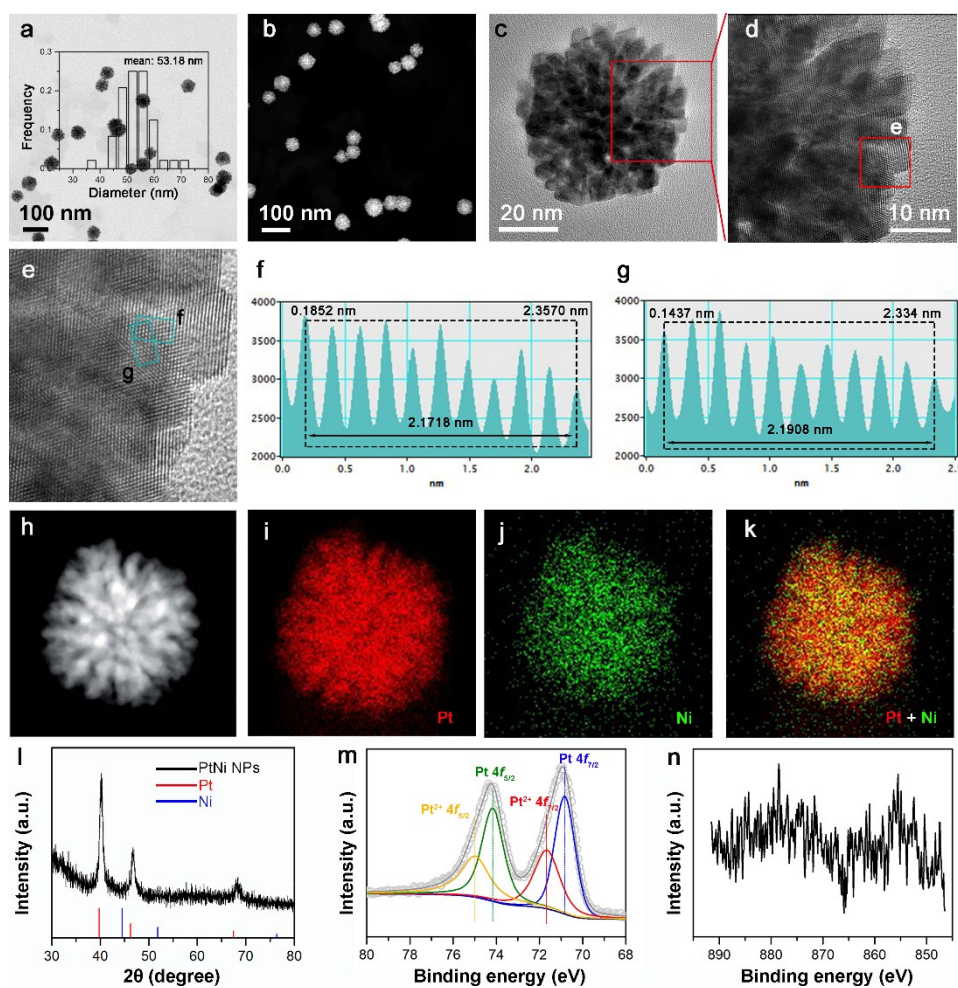 a
mean: 53.18 nm
0.3
0.2
0.1
0.0
Frequency
30 40 50 60 70 80
Diameter (nm)
100 nm
b
100 nm
c
20 nm
d
e
10 nm
e
f
g
f
4000
3500
3000
2500
2000
0.1852 nm
2.3570 nm
2.1718 nm
0.0 0.5 1.0 1.5 2.0
nm
g
4000
3500
3000
2500
2000
0.1437 nm
2.334 nm
2.1908 nm
0.0 0.5 1.0 1.5 2.0 2.5
nm
h
i
Pt
j
Ni
k
Pt + Ni
l
PtNi NPs
Pt
Ni
Intensity (a.u.)
30 40 50 60 70 80
2θ (degree)
m
Pt 4f5/2
Pt 4f7/2
Pt2+ 4f5/2
Pt2+ 4f7/2
Intensity (a.u.)
80 78 76 74 72 70 68
Binding energy (eV)
n
Intensity (a.u.)
890 880 870 860 850
Binding energy (eV)